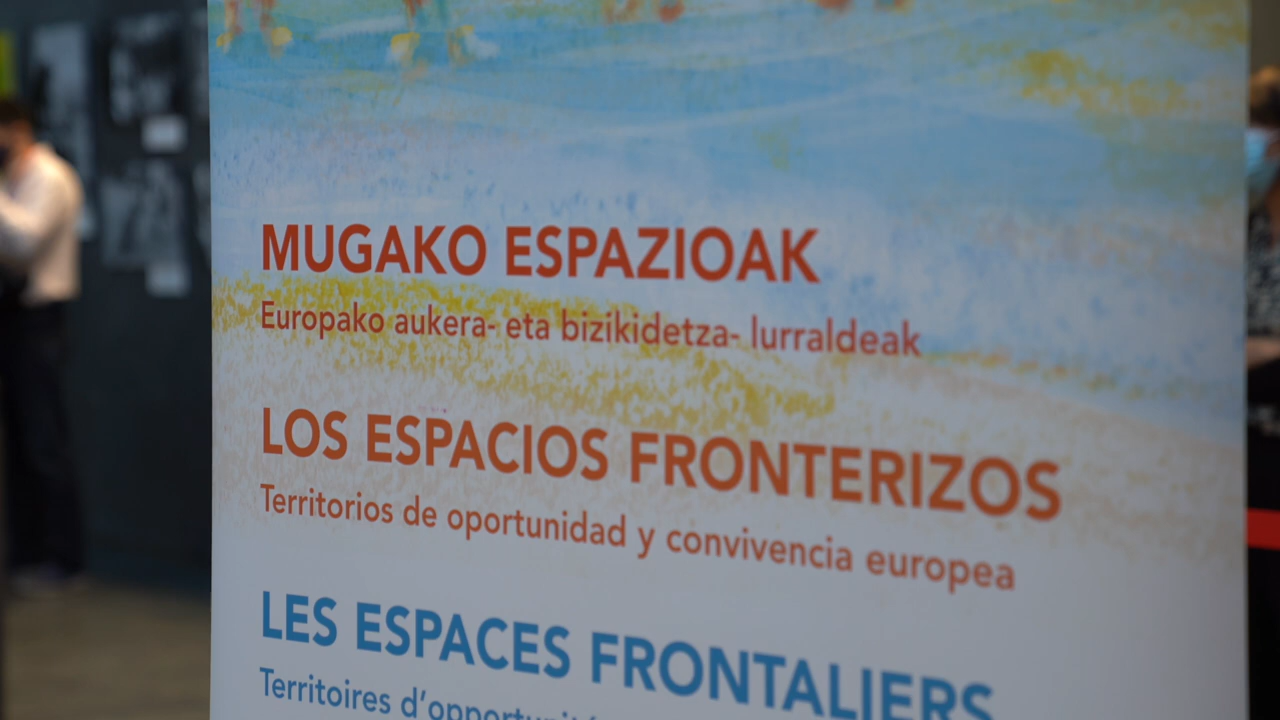 MUGAKO ESPAZIOAK
Europako aukera- eta bizikidetza- lurraldeak
LOS ESPACIOS FRONTERIZOS
Territorios de oportunidad y convivencia europea
LES ESPACES FRONTALIERS
Territoires